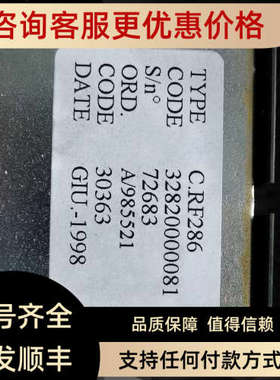 咨询客服更优惠价格
TYPE C.RF286
CODE 32820000081
S/n° 72683
ORD. A/985521
CODE 30363
DATE GIU.-1998
号齐全
品质保障 值得信赖
发顺丰
支持任何付款方式